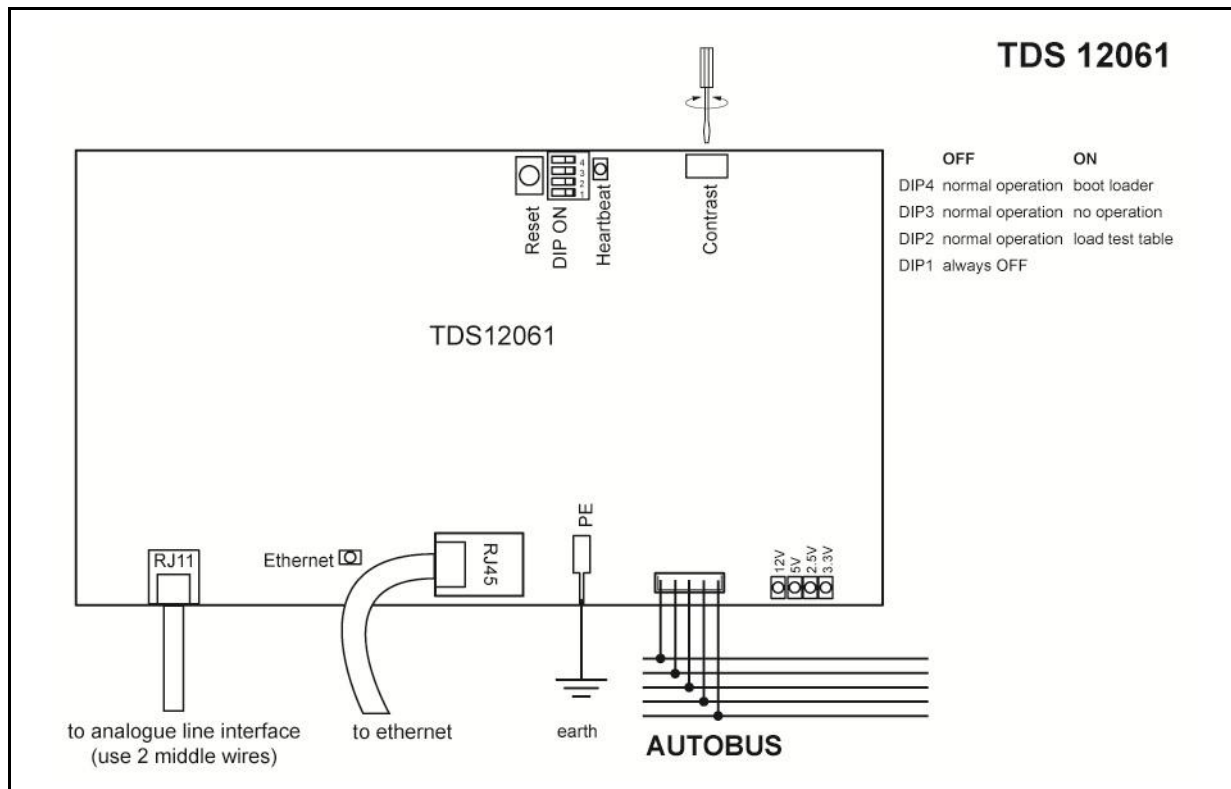 TDS 12061
OFF ON
DIP4 normal operation boot loader
DIP3 normal operation no operation
DIP2 normal operation load test table
DIP1 always OFF
4
3
2
1
Reset
DIP ON
Heartbeat
Contrast
TDS12061
RJ11
Ethernet
RJ45
PE
12V
5V
2.5V
3.3V
to analogue line interface
(use 2 middle wires)
to ethernet
earth
AUTOBUS